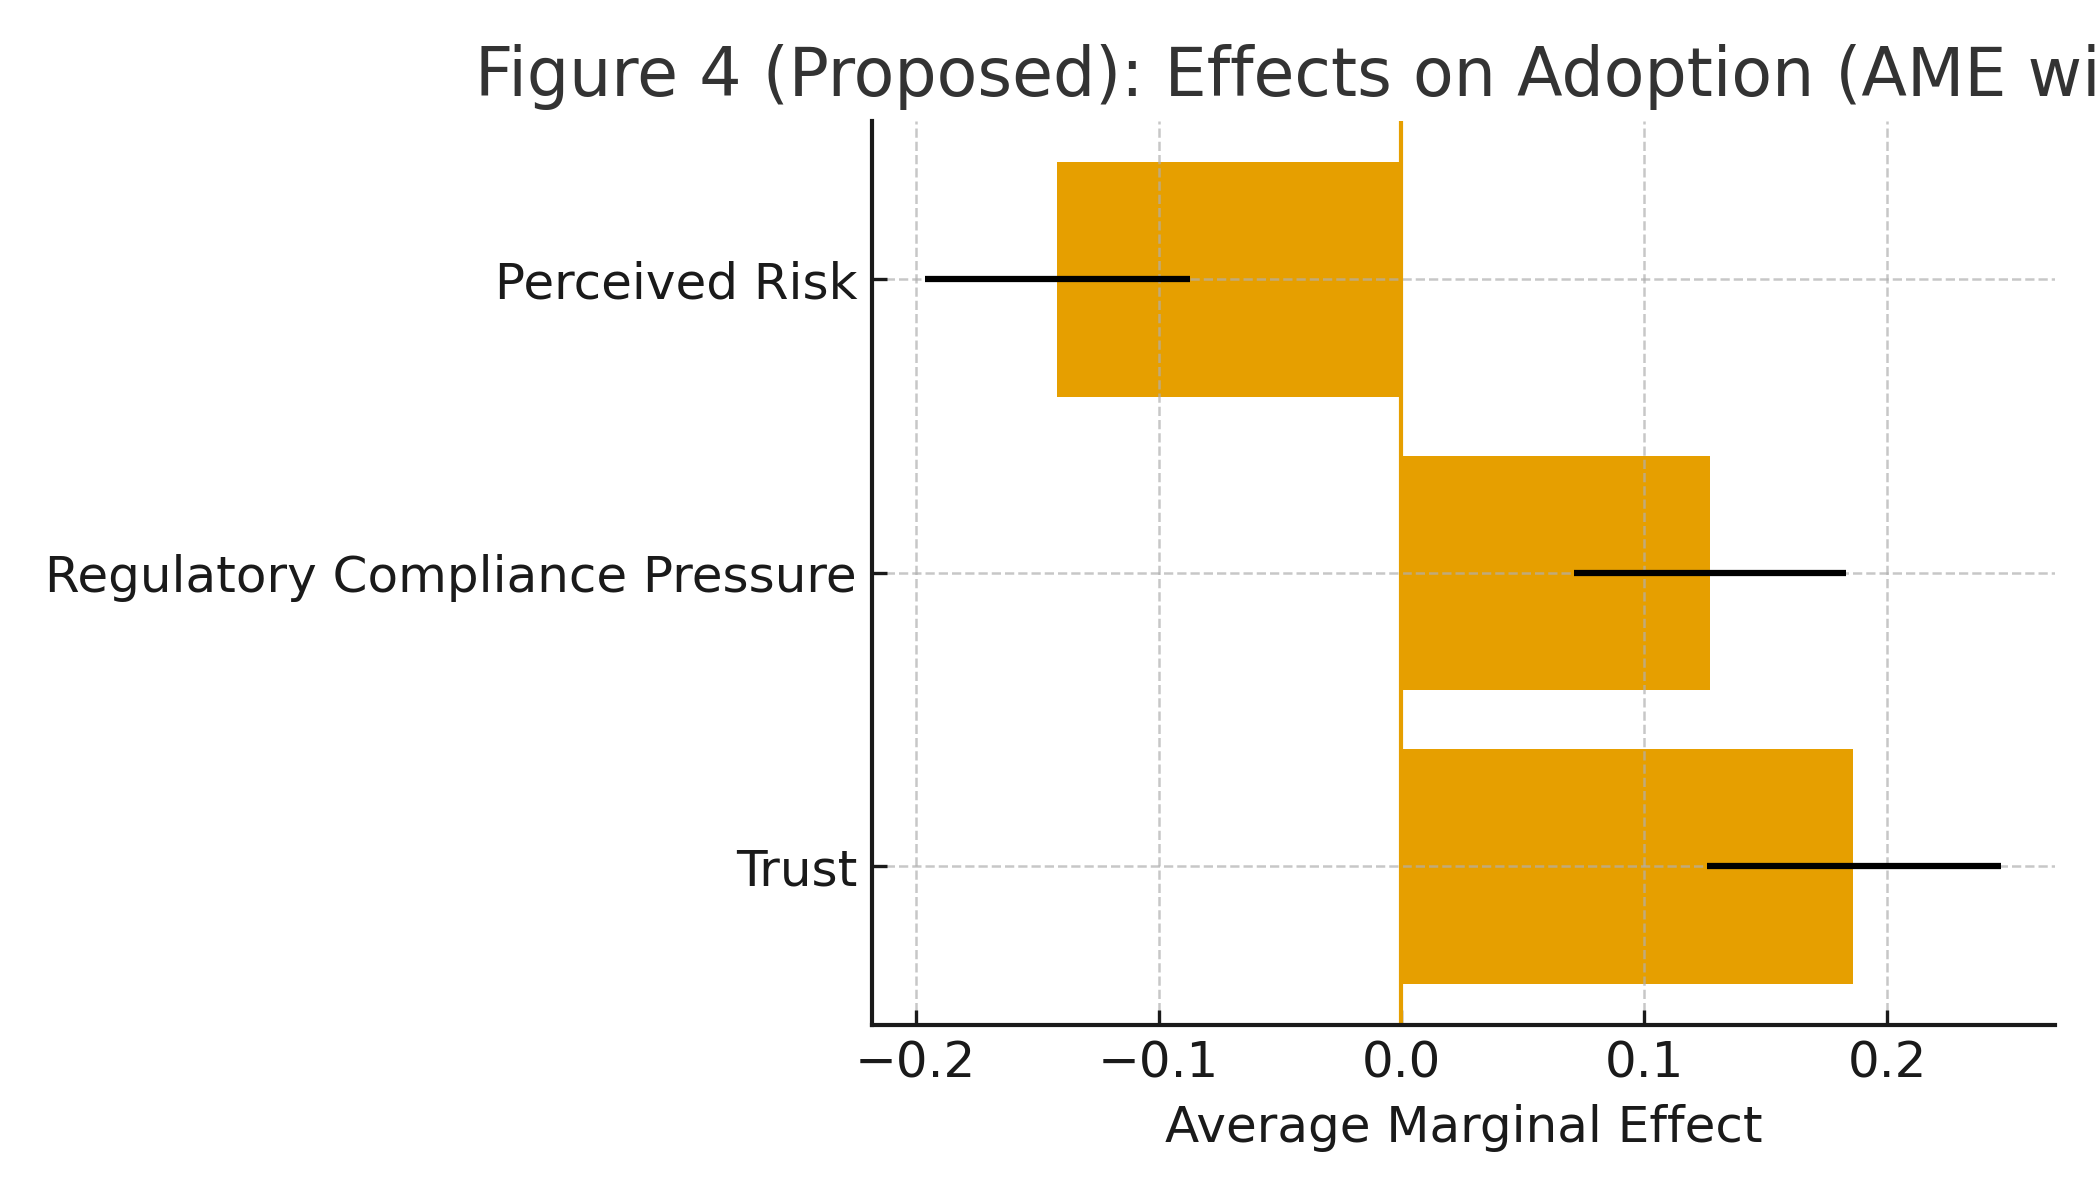 Figure 4 (Proposed): Effects on Adoption (AME wi
Perceived Risk
Regulatory Compliance Pressure
Trust
−0.2 −0.1 0.0 0.1 0.2
Average Marginal Effect